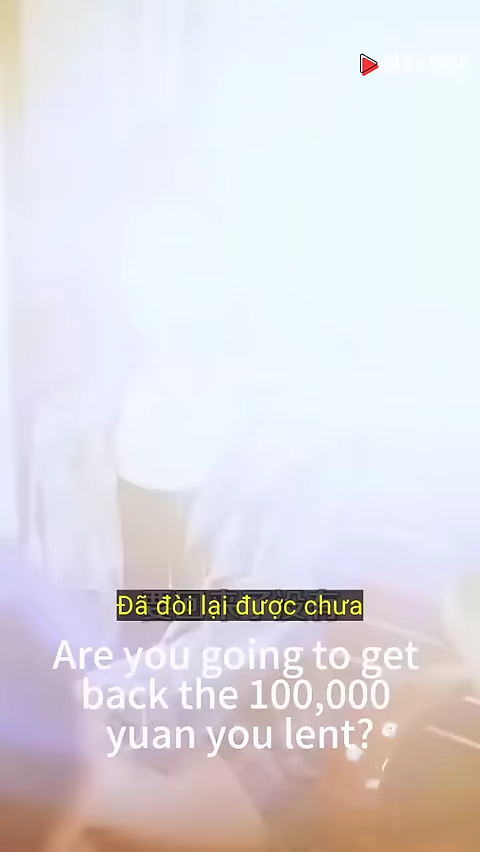 Đã đòi lại được chưa
Are you going to get
back the 100,000
yuan you lent?